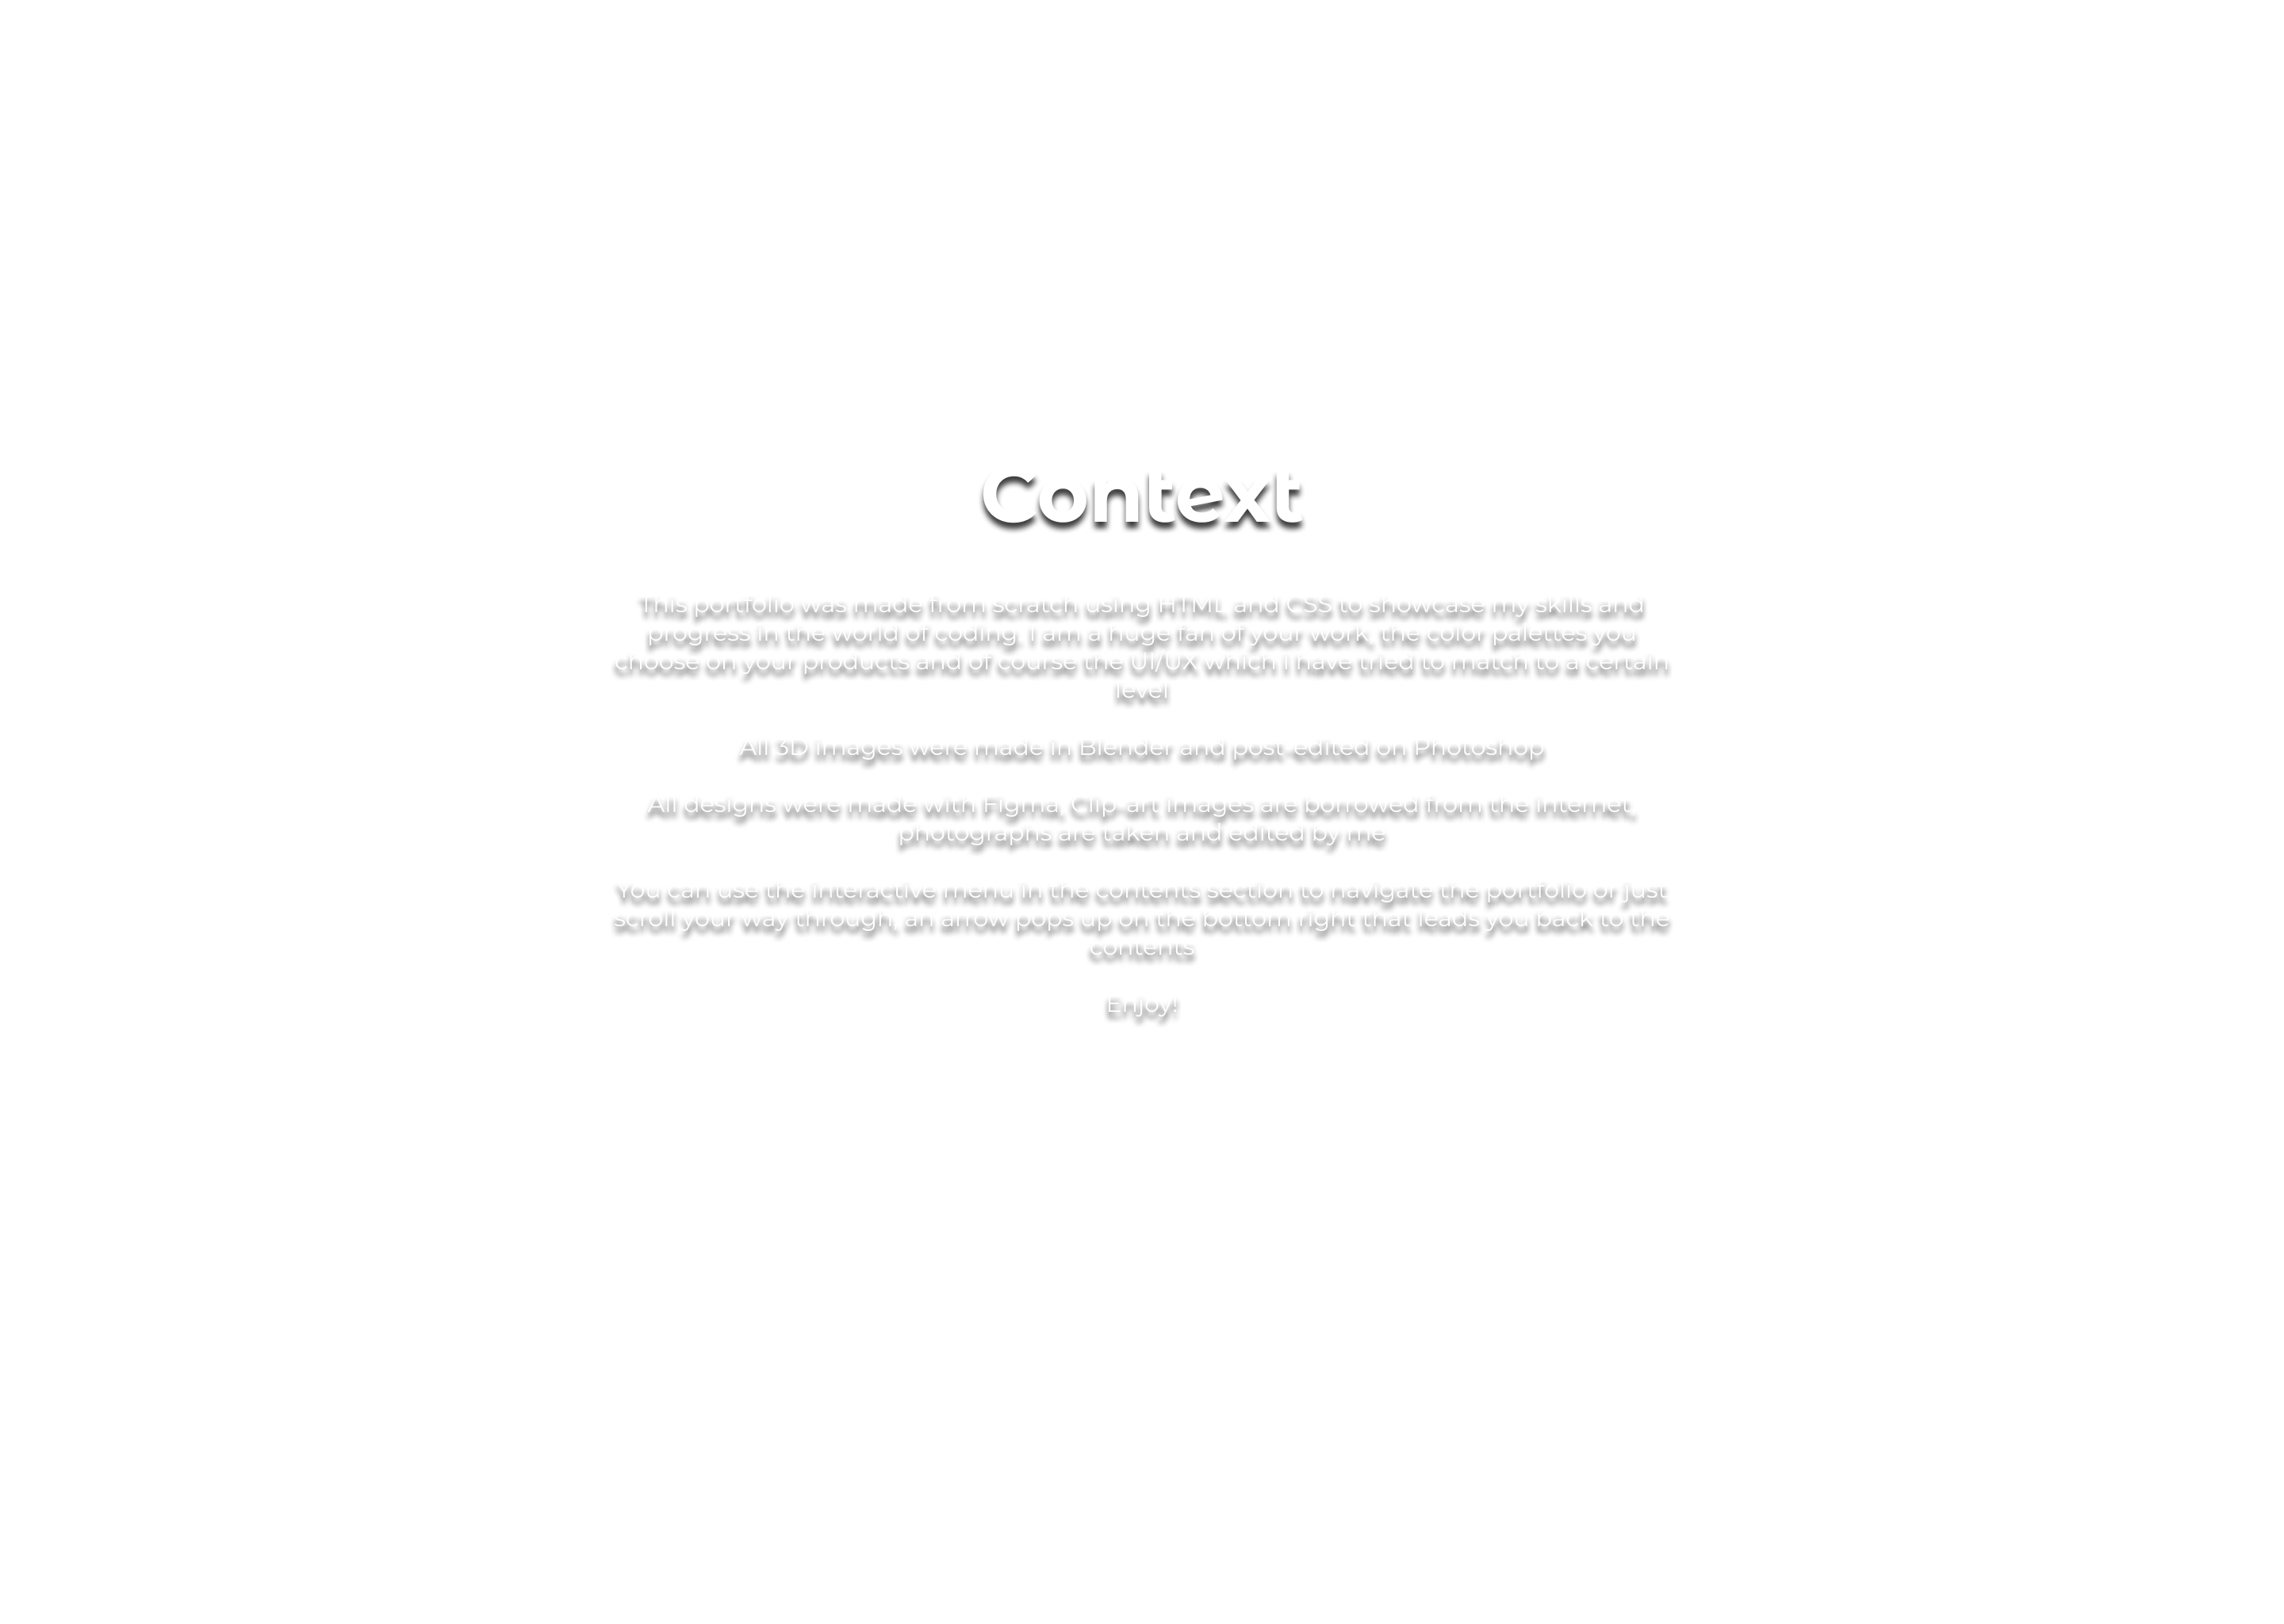 Context
This portfolio was made from scratch using HTML and CSS to showcase my skills and
progress in the world of coding. I am a huge fan of your work, the color palettes you
choose on your products and of course the UI/UX which i have tried to match to a certain
level
All 3D images were made in Blender and post-edited on Photoshop
All designs were made with Figma, Clip-art images are borrowed from the internet,
photographs are taken and edited by me
You can use the interactive menu in the contents section to navigate the portfolio or just
scroll your way through, an arrow pops up on the bottom right that leads you back to the
contents
Enjoy!